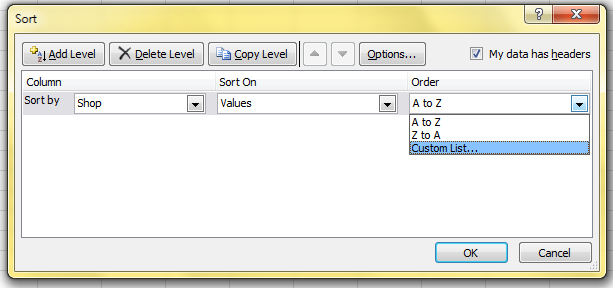 Sort
Add Level Delete Level Copy Level Options... My data has headers
Column Sort On Order
Sort by Shop Values A to Z
A to Z
Z to A
Custom List...
OK Cancel